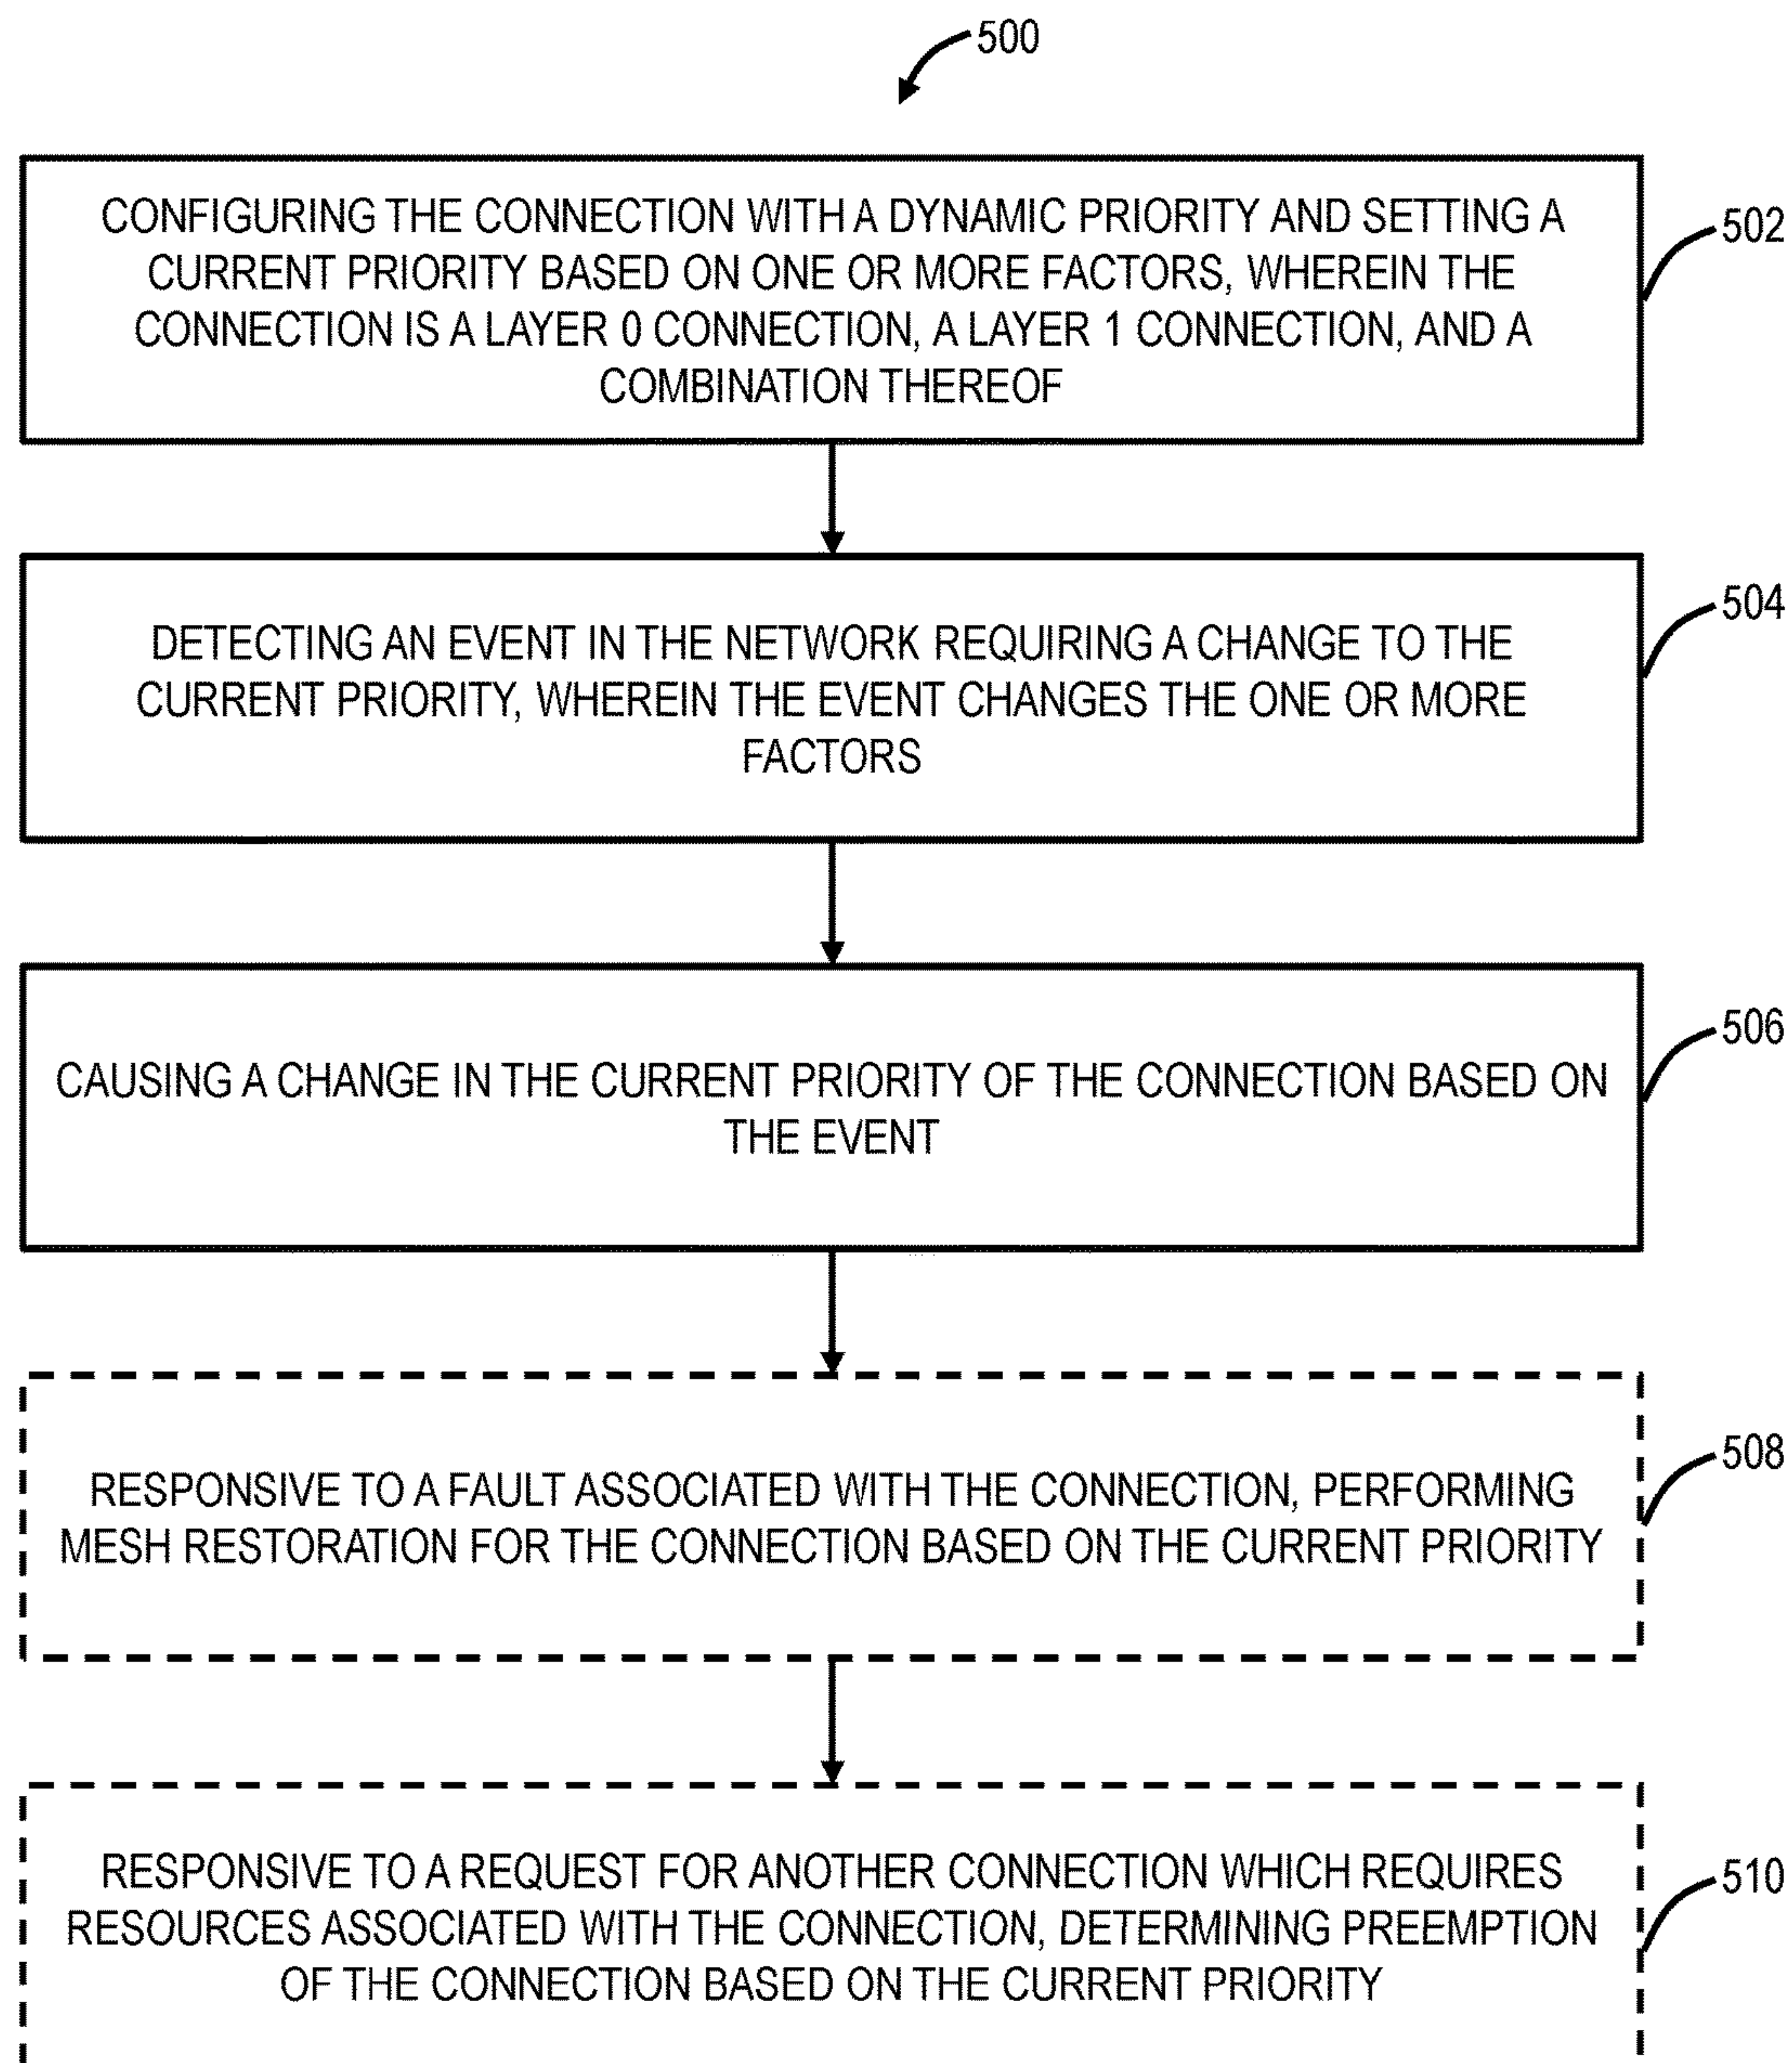 500
CONFIGURING THE CONNECTION WITH A DYNAMIC PRIORITY AND SETTING A
CURRENT PRIORITY BASED ON ONE OR MORE FACTORS, WHEREIN THE
CONNECTION IS A LAYER 0 CONNECTION, A LAYER 1 CONNECTION, AND A
COMBINATION THEREOF
502
DETECTING AN EVENT IN THE NETWORK REQUIRING A CHANGE TO THE
CURRENT PRIORITY, WHEREIN THE EVENT CHANGES THE ONE OR MORE
FACTORS
504
CAUSING A CHANGE IN THE CURRENT PRIORITY OF THE CONNECTION BASED ON
THE EVENT
506
RESPONSIVE TO A FAULT ASSOCIATED WITH THE CONNECTION, PERFORMING
MESH RESTORATION FOR THE CONNECTION BASED ON THE CURRENT PRIORITY
508
RESPONSIVE TO A REQUEST FOR ANOTHER CONNECTION WHICH REQUIRES
RESOURCES ASSOCIATED WITH THE CONNECTION, DETERMINING PREEMPTION
OF THE CONNECTION BASED ON THE CURRENT PRIORITY
510